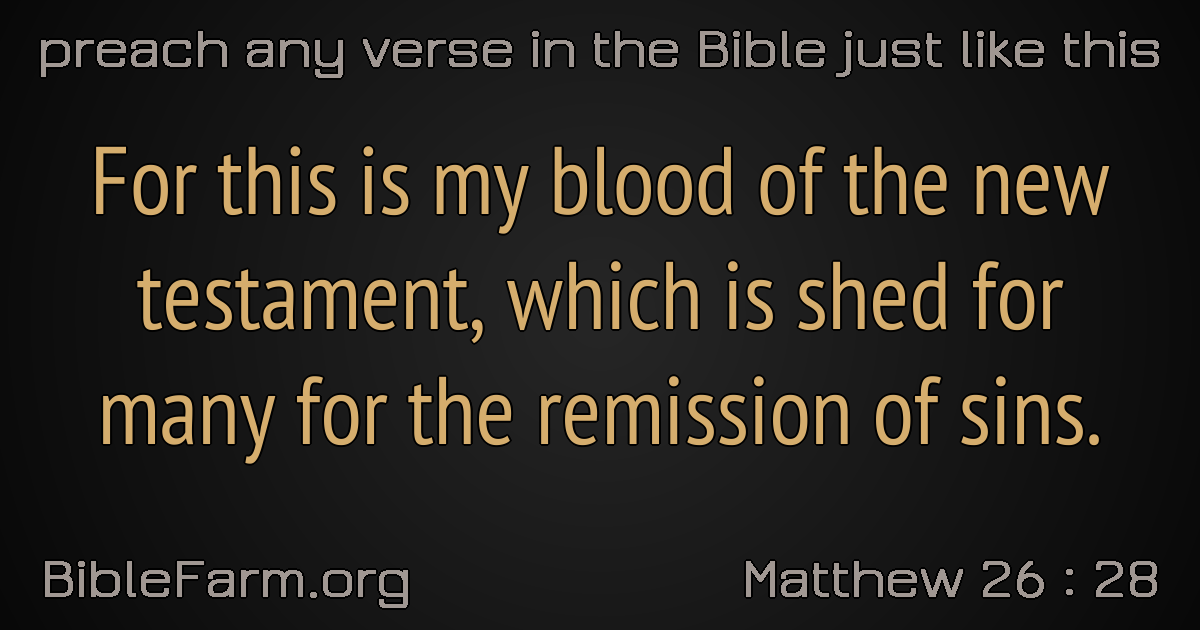 preach any verse in the Bible just like this
For this is my blood of the new
testament, which is shed for
many for the remission of sins.
BibleFarm.org
Matthew 26 : 28